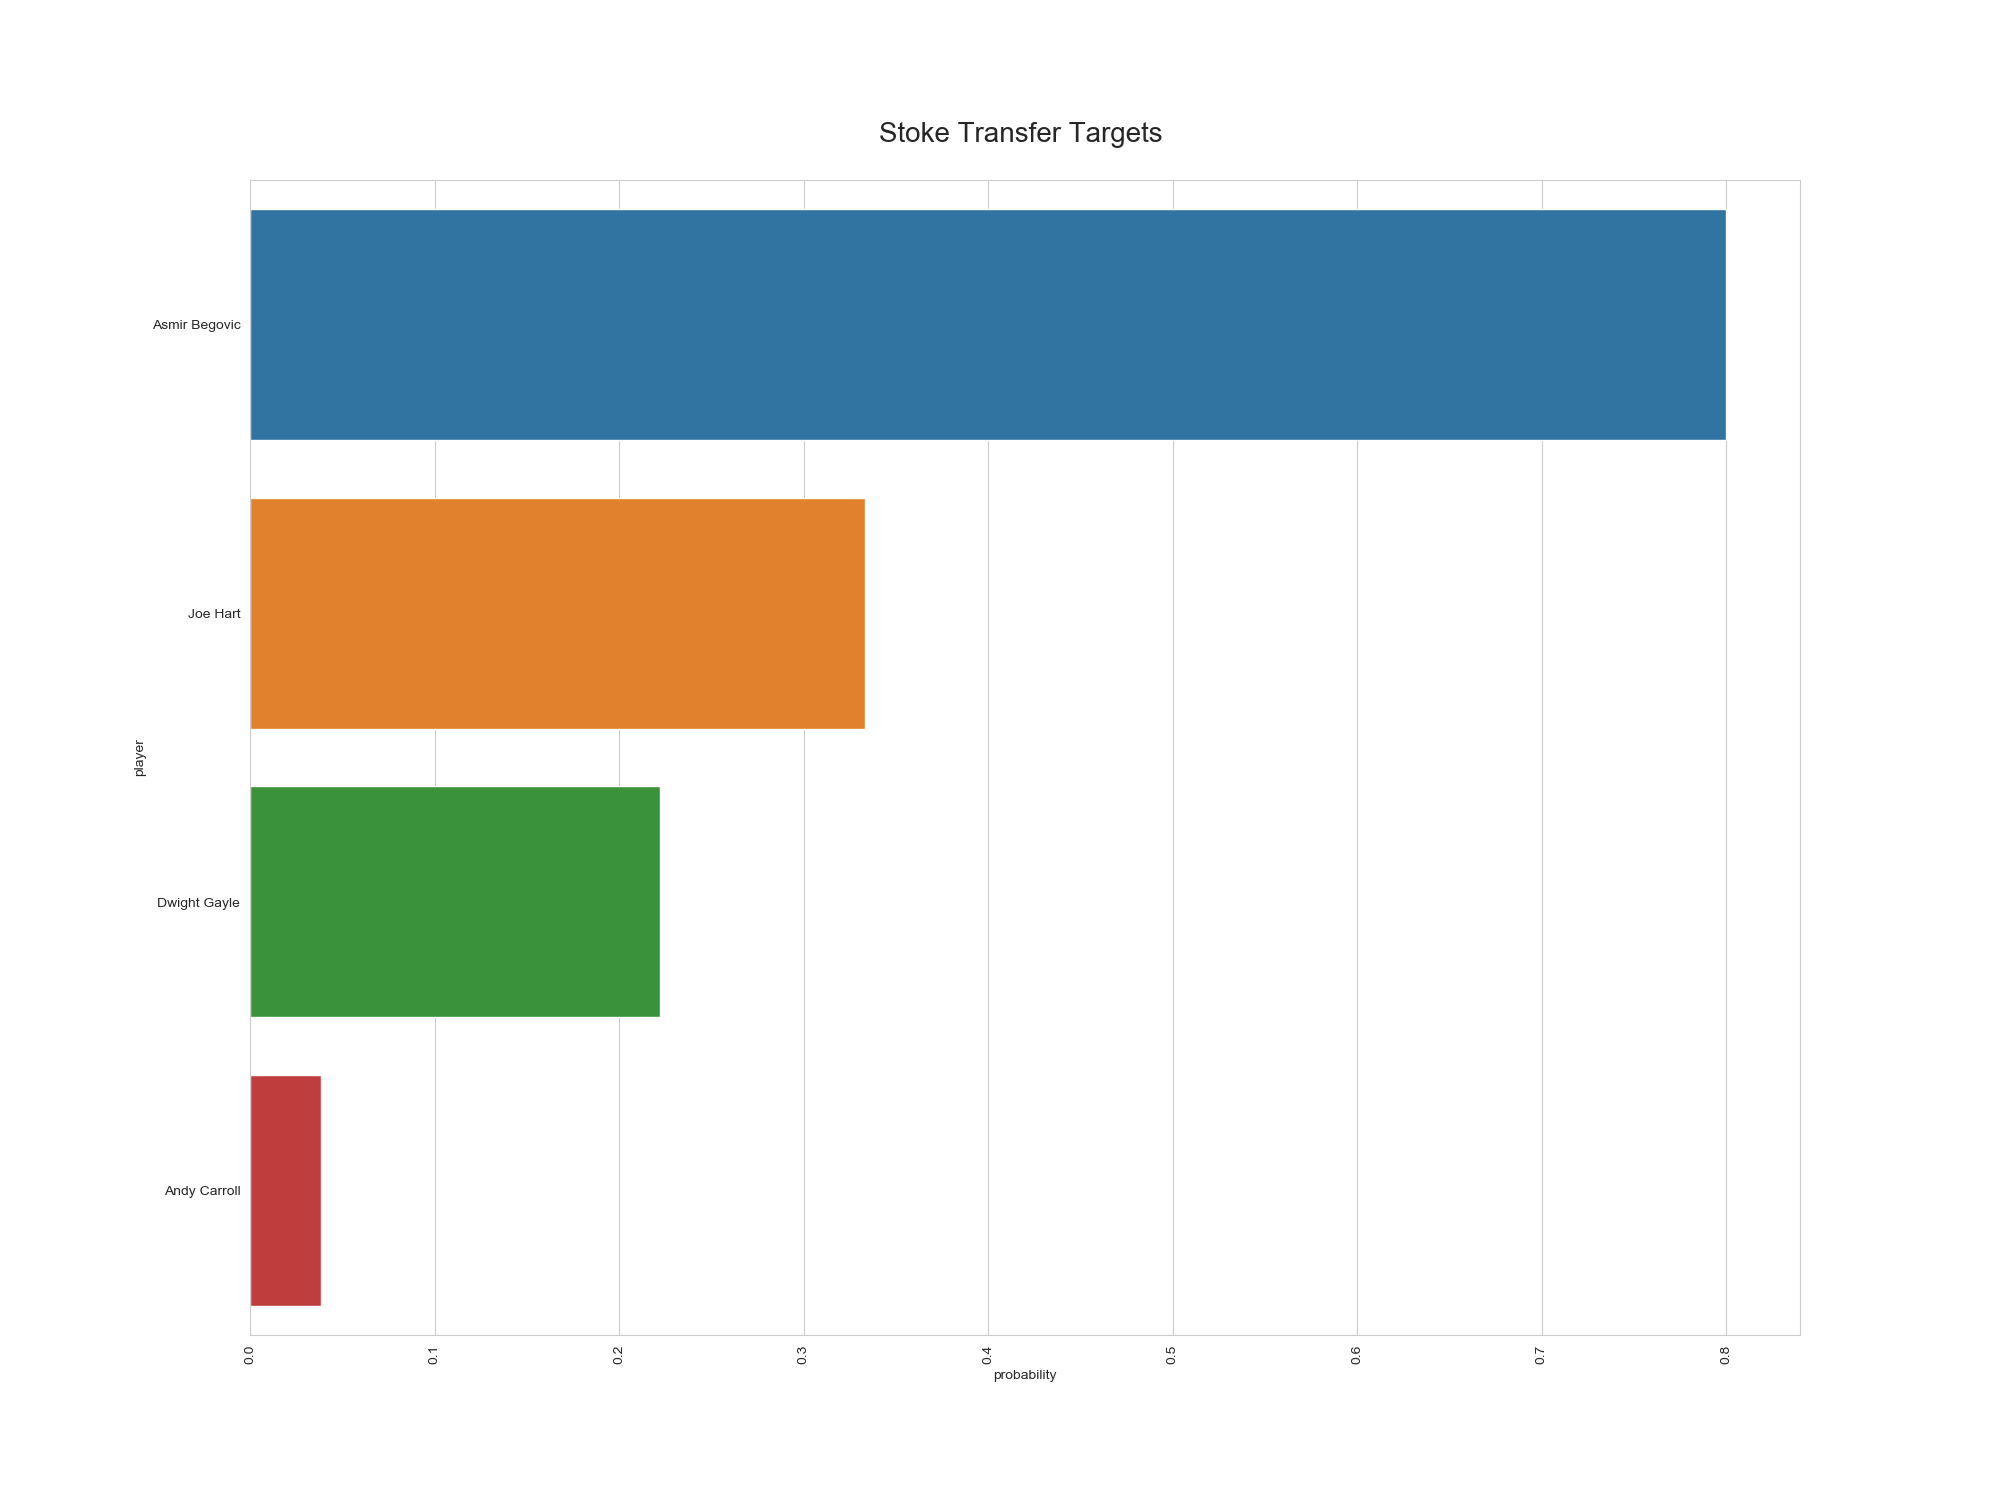 Stoke Transfer Targets
Asmir Begovic
Joe Hart
Dwight Gayle
Andy Carroll
player
0.0
0.1
0.2
0.3
0.4
0.5
0.6
0.7
0.8
probability